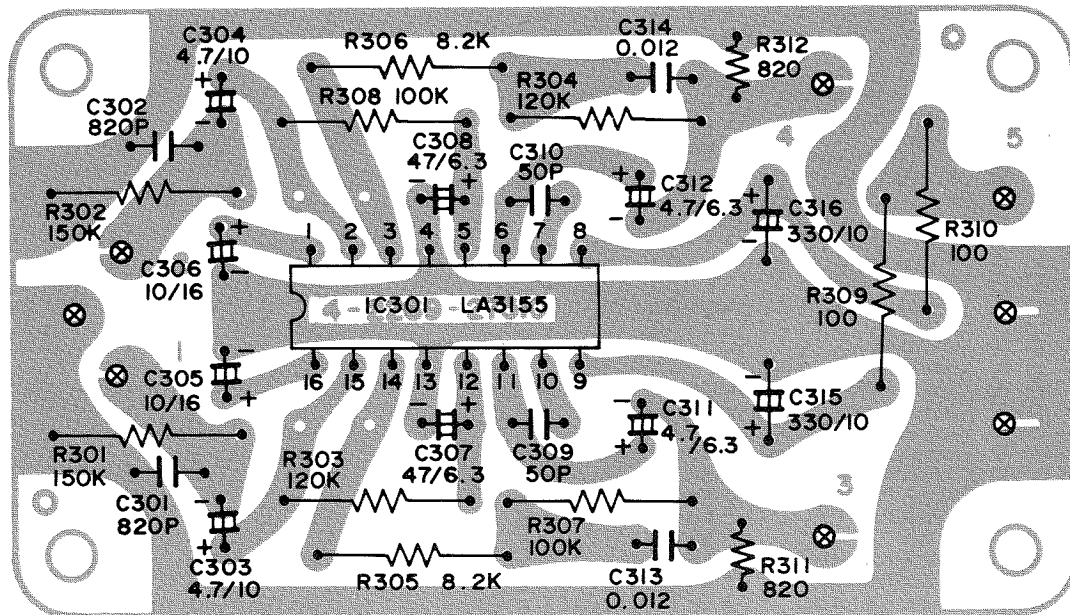 C304
4.7/10
+
-
R306 8.2K
C314
0.012
R312
820
C302
820P
R308 100K
R304
120K
C308
47/6.3
- +
C310
50P
4
5
R302
150K
+
-
C312
4.7/6.3
+
-
C316
330/10
R310
100
+
-
C306
10/16
1 2 3 4 5 6 7 8
IC301 LA3155
R309
100
1
-
+
C305
10/16
16 15 14 13 12 11 10 9
-
+
C315
330/10
- +
C307
47/6.3
C309
50P
-
+
C311
4.7
/6.3
R301
150K
R303
120K
C301
820P
-
+
C303
4.7/10
R305 8.2K
R307
100K
C313
0.012
3
R311
820